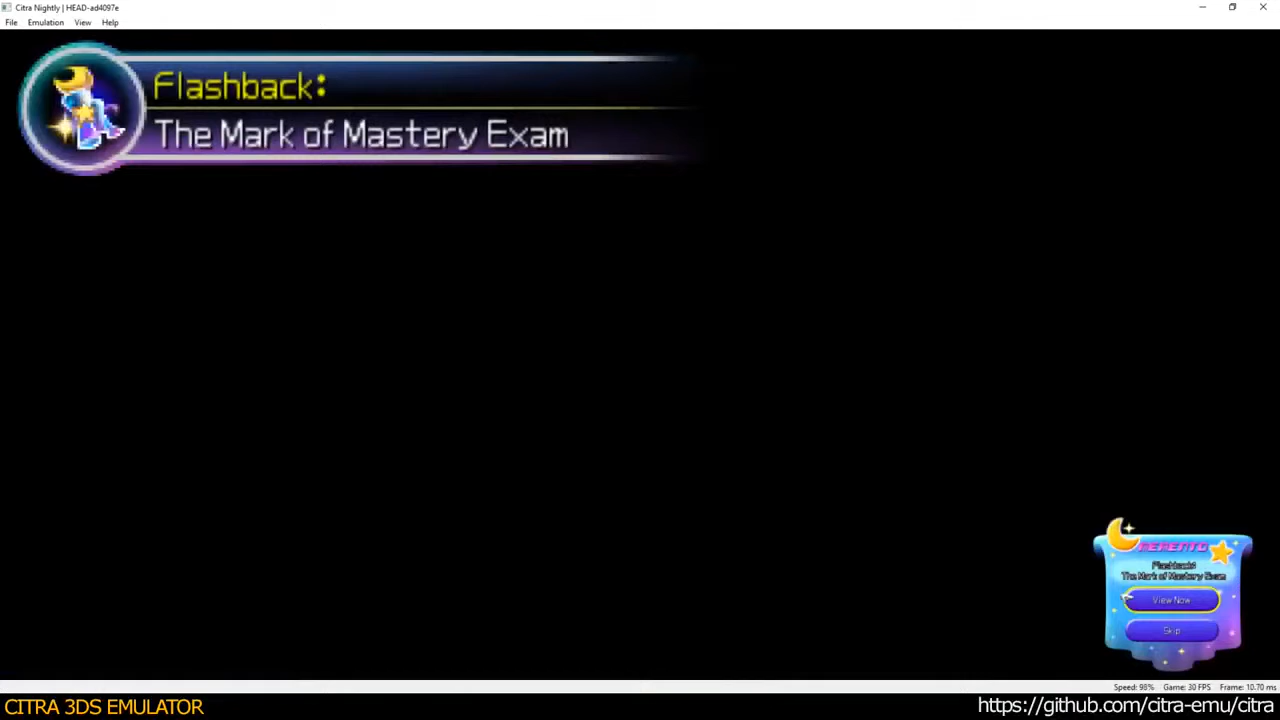 Citra Nightly | HEAD-ad4097e
File Emulation View Help
Flashback:
The Mark of Mastery Exam
MEMENTO
Flashback:
The Mark of Mastery Exam
View Now
Skip
Speed: 98% Game: 30 FPS Frame: 10.70 ms
CITRA 3DS EMULATOR
https://github.com/citra-emu/citra